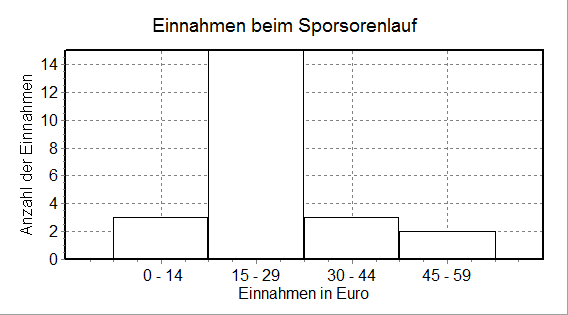 Einnahmen beim Sporsorenlauf
Anzahl der Einnahmen
14
12
10
8
6
4
2
0
0 - 14 15 - 29 30 - 44 45 - 59
Einnahmen in Euro